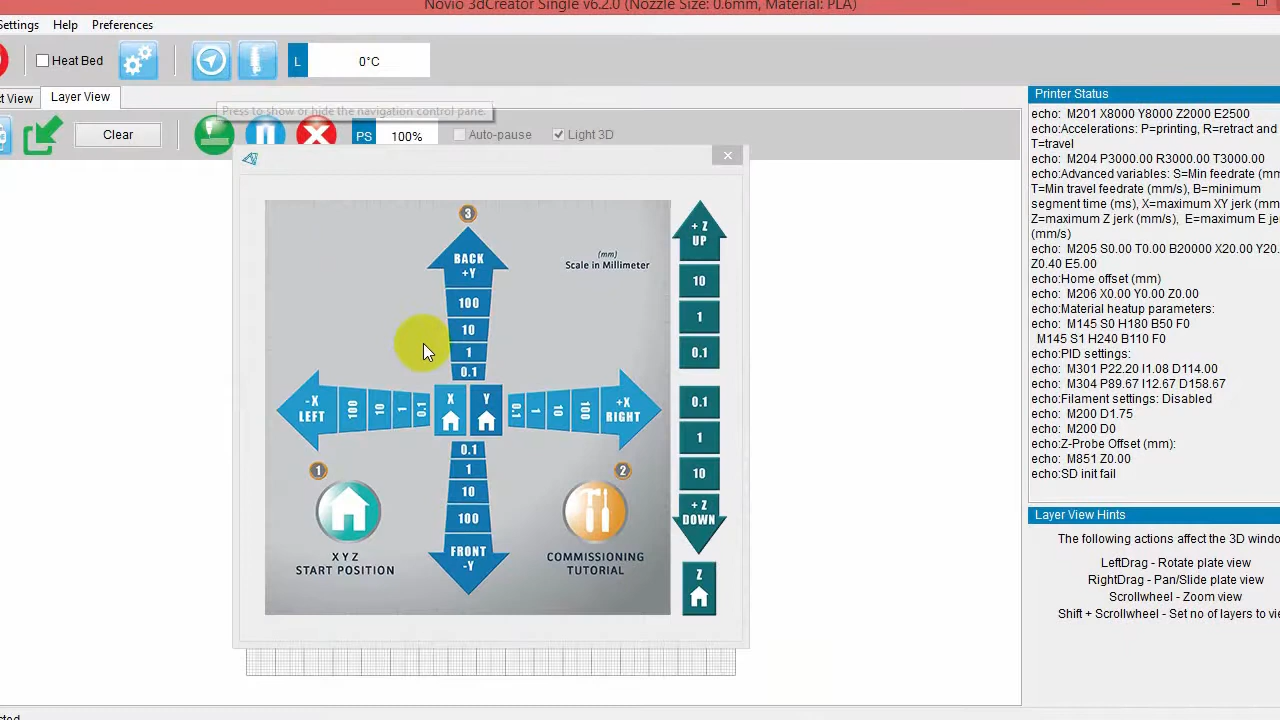 Novio 3dCreator Single v6.2.0 (Nozzle Size: 0.6mm, Material: PLA)
Settings Help Preferences
Heat Bed
L 0°C
View
Layer View
Press to show or hide the navigation control pane.
Clear
PS 100%
Auto-pause
Light 3D
3
BACK
+Y
100
10
1
0.1
(mm)
Scale in Millimeter
-X
LEFT
100
10
1
0.1
X
Y
0.1
1
10
100
+X
RIGHT
0.1
1
10
100
FRONT
-Y
1
X Y Z
START POSITION
2
COMMISSIONING
TUTORIAL
+ Z
UP
10
1
0.1
0.1
1
10
+ Z
DOWN
Z
Printer Status
echo: M201 X8000 Y8000 Z2000 E2500
echo:Accelerations: P=printing, R=retract and
T=travel
echo: M204 P3000.00 R3000.00 T3000.00
echo:Advanced variables: S=Min feedrate (mm
T=Min travel feedrate (mm/s), B=minimum
segment time (ms), X=maximum XY jerk (mm/
Z=maximum Z jerk (mm/s), E=maximum E je
(mm/s)
echo: M205 S0.00 T0.00 B20000 X20.00 Y20.
Z0.40 E5.00
echo:Home offset (mm)
echo: M206 X0.00 Y0.00 Z0.00
echo:Material heatup parameters:
echo: M145 S0 H180 B50 F0
M145 S1 H240 B110 F0
echo:PID settings:
echo: M301 P22.20 I1.08 D114.00
echo: M304 P89.67 I12.67 D158.67
echo:Filament settings: Disabled
echo: M200 D1.75
echo: M200 D0
echo:Z-Probe Offset (mm):
echo: M851 Z0.00
echo:SD init fail
Layer View Hints
The following actions affect the 3D windo
LeftDrag - Rotate plate view
RightDrag - Pan/Slide plate view
Scrollwheel - Zoom view
Shift + Scrollwheel - Set no of layers to vie